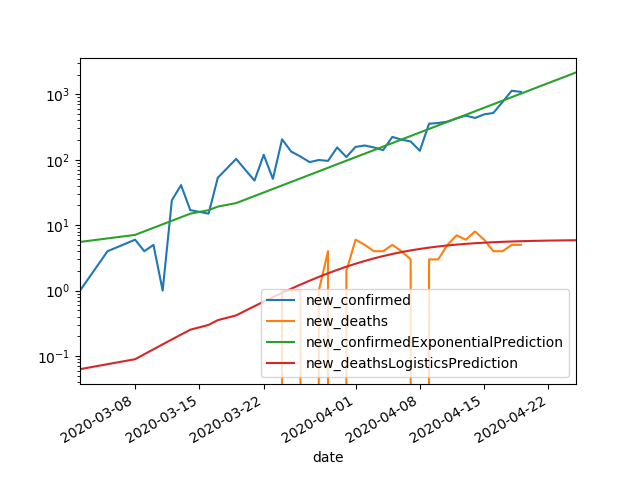 10³
10²
10¹
10⁰
10⁻¹
new_confirmed
new_deaths
new_confirmedExponentialPrediction
new_deathsLogisticsPrediction
2020-03-08
2020-03-15
2020-03-22
2020-04-01
2020-04-08
2020-04-15
2020-04-22
date